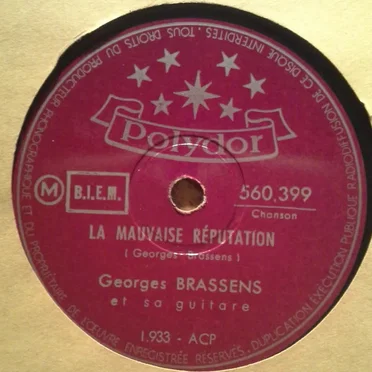 TOUS DROITS DU PRODUCTEUR PHONOGRAPHIQUE ET DU PROPRIÉTAIRE DE L'ŒUVRE ENREGISTRÉE RÉSERVÉS. DUPLICATION EXÉCUTION PUBLIQUE RADIODIFFUSION DE CE DISQUE INTERDITES.
Polydor
M
B.I.E.M.
560,399
Chanson
LA MAUVAISE RÉPUTATION
( Georges Brassens )
Georges BRASSENS
et sa guitare
1.933 - ACP